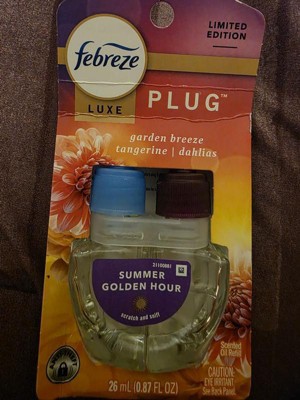 LIMITED
EDITION
febreze
LUXE
PLUG™
garden breeze
tangerine | dahlias
31100001
SUMMER
GOLDEN HOUR
scratch and sniff
Scented
Oil Refill
CAUTION:
EYE IRRITANT.
See Back Panel.
26 mL (0.87 FL OZ)